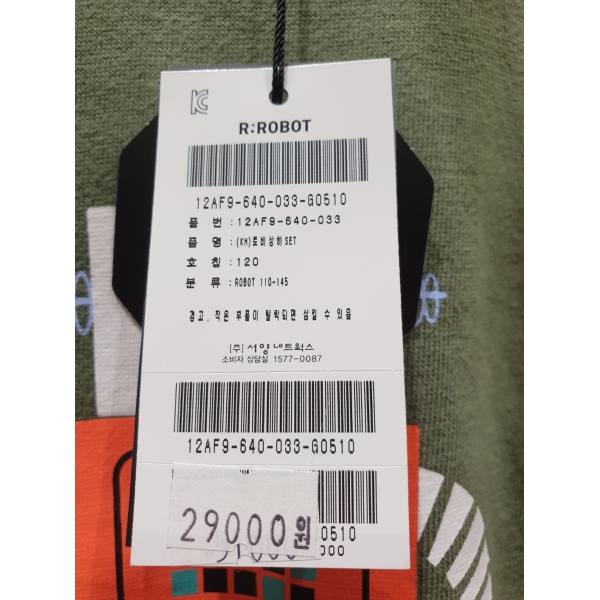 KC
R:ROBOT
12AF9-640-033-G0510
품 번 : 12AF9-640-033
품 명 : (KH)로비상하SET
호 칭 : 120
분 류 : ROBOT 110-145
경고. 작은 부품이 탈락되면 삼킬 수 있음
(주) 서양네트웍스
소비자 상담실 1577-0087
12AF9-640-033-G0510
29000원
0510
000